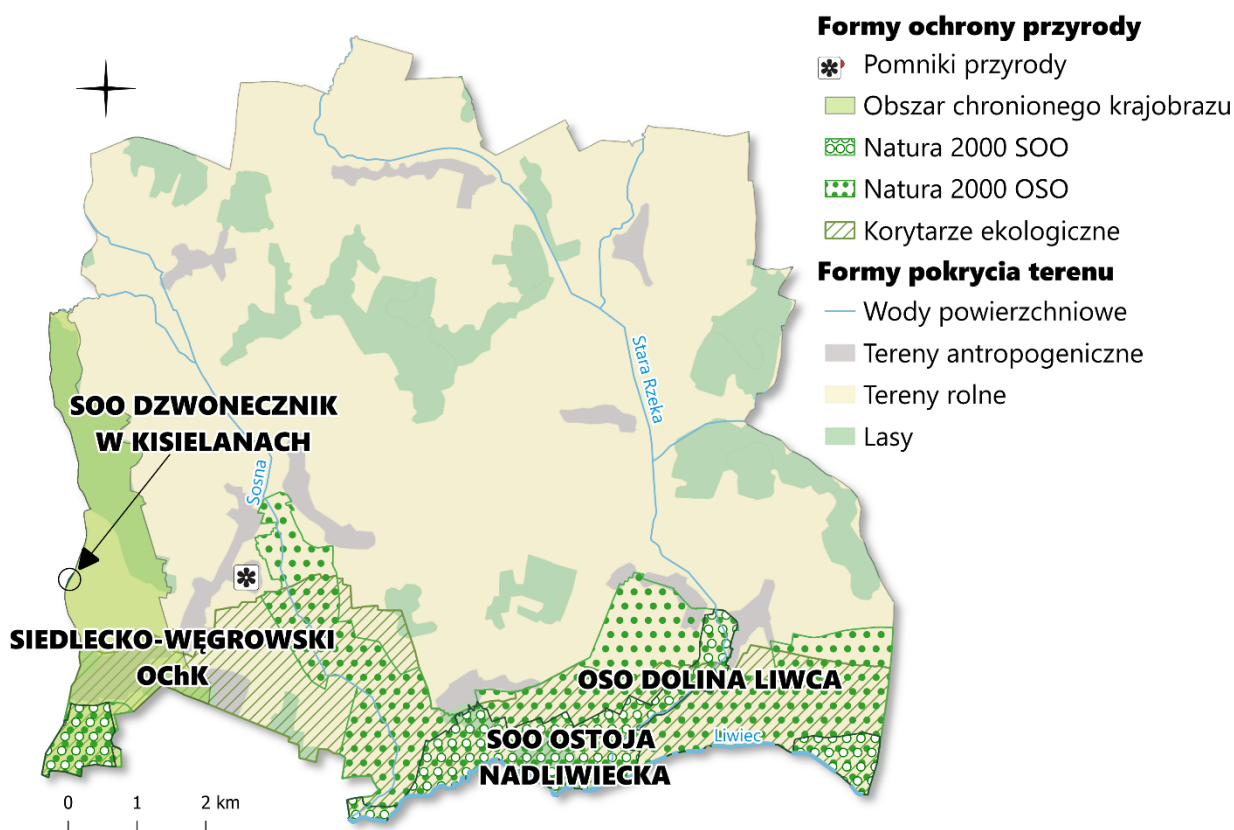 Formy ochrony przyrody
Pomniki przyrody
Obszar chronionego krajobrazu
Natura 2000 SOO
Natura 2000 OSO
Korytarze ekologiczne
Formy pokrycia terenu
Wody powierzchniowe
Tereny antropogeniczne
Tereny rolne
Lasy
Stara Rzeka
SOO DZWONECZNIK
W KISIELANACH
Sosna
SIEDLECKO-WĘGROWSKI
OChK
OSO DOLINA LIWCA
SOO OSTOJA
NADLIWIECKA
Liwiec
0 1 2 km